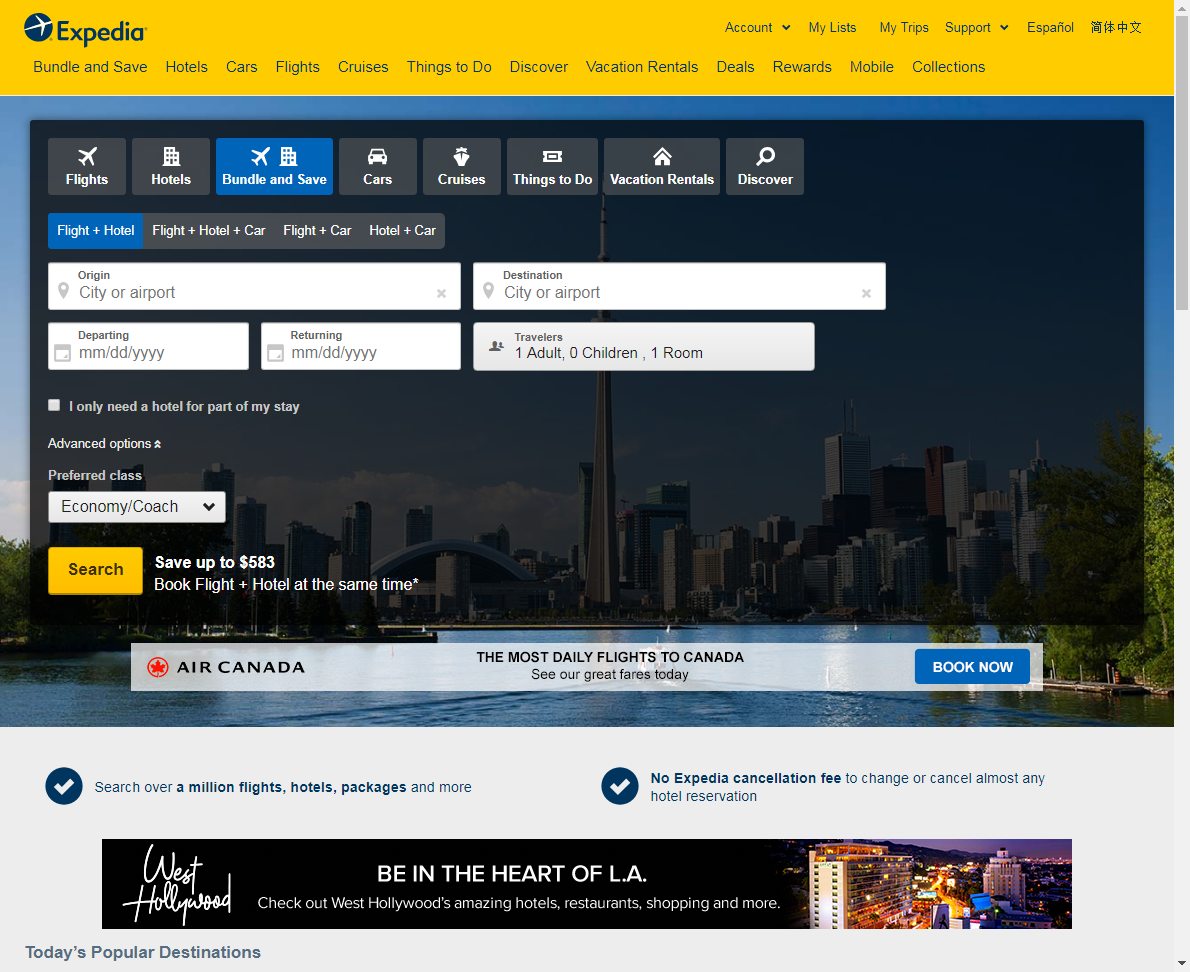 Expedia
Account My Lists My Trips Support Español 简体中文
Bundle and Save Hotels Cars Flights Cruises Things to Do Discover Vacation Rentals Deals Rewards Mobile Collections
Flights Hotels Bundle and Save Cars Cruises Things to Do Vacation Rentals Discover
Flight + Hotel Flight + Hotel + Car Flight + Car Hotel + Car
Origin
City or airport
Destination
City or airport
Departing
mm/dd/yyyy
Returning
mm/dd/yyyy
Travelers
1 Adult, 0 Children , 1 Room
I only need a hotel for part of my stay
Advanced options
Preferred class
Economy/Coach
Search
Save up to $583
Book Flight + Hotel at the same time*
AIR CANADA
THE MOST DAILY FLIGHTS TO CANADA
See our great fares today
BOOK NOW
Search over a million flights, hotels, packages and more
No Expedia cancellation fee to change or cancel almost any
hotel reservation
West
Hollywood
BE IN THE HEART OF L.A.
Check out West Hollywood's amazing hotels, restaurants, shopping and more.
Today's Popular Destinations